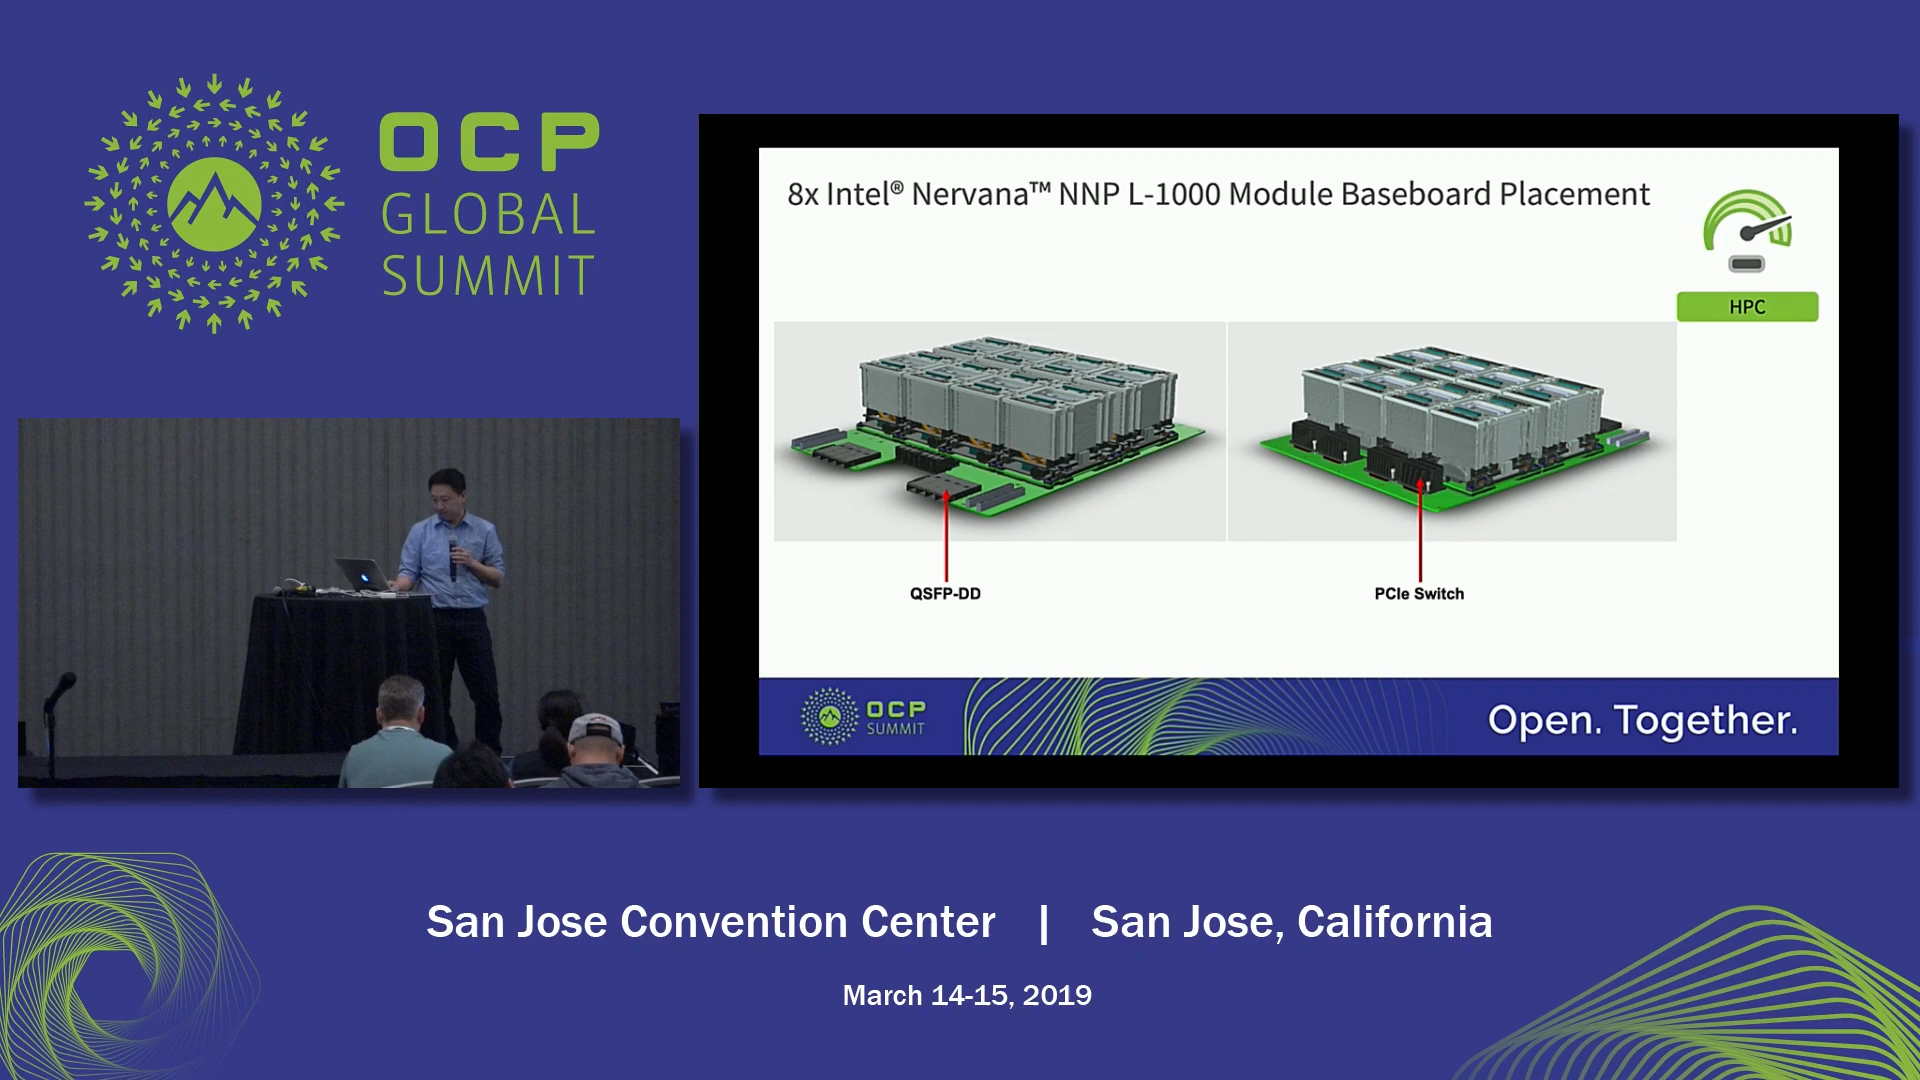 OCP
GLOBAL
SUMMIT
8x Intel® Nervana™ NNP L-1000 Module Baseboard Placement
HPC
QSFP-DD
PCIe Switch
OCP
SUMMIT
Open. Together.
San Jose Convention Center | San Jose, California
March 14-15, 2019